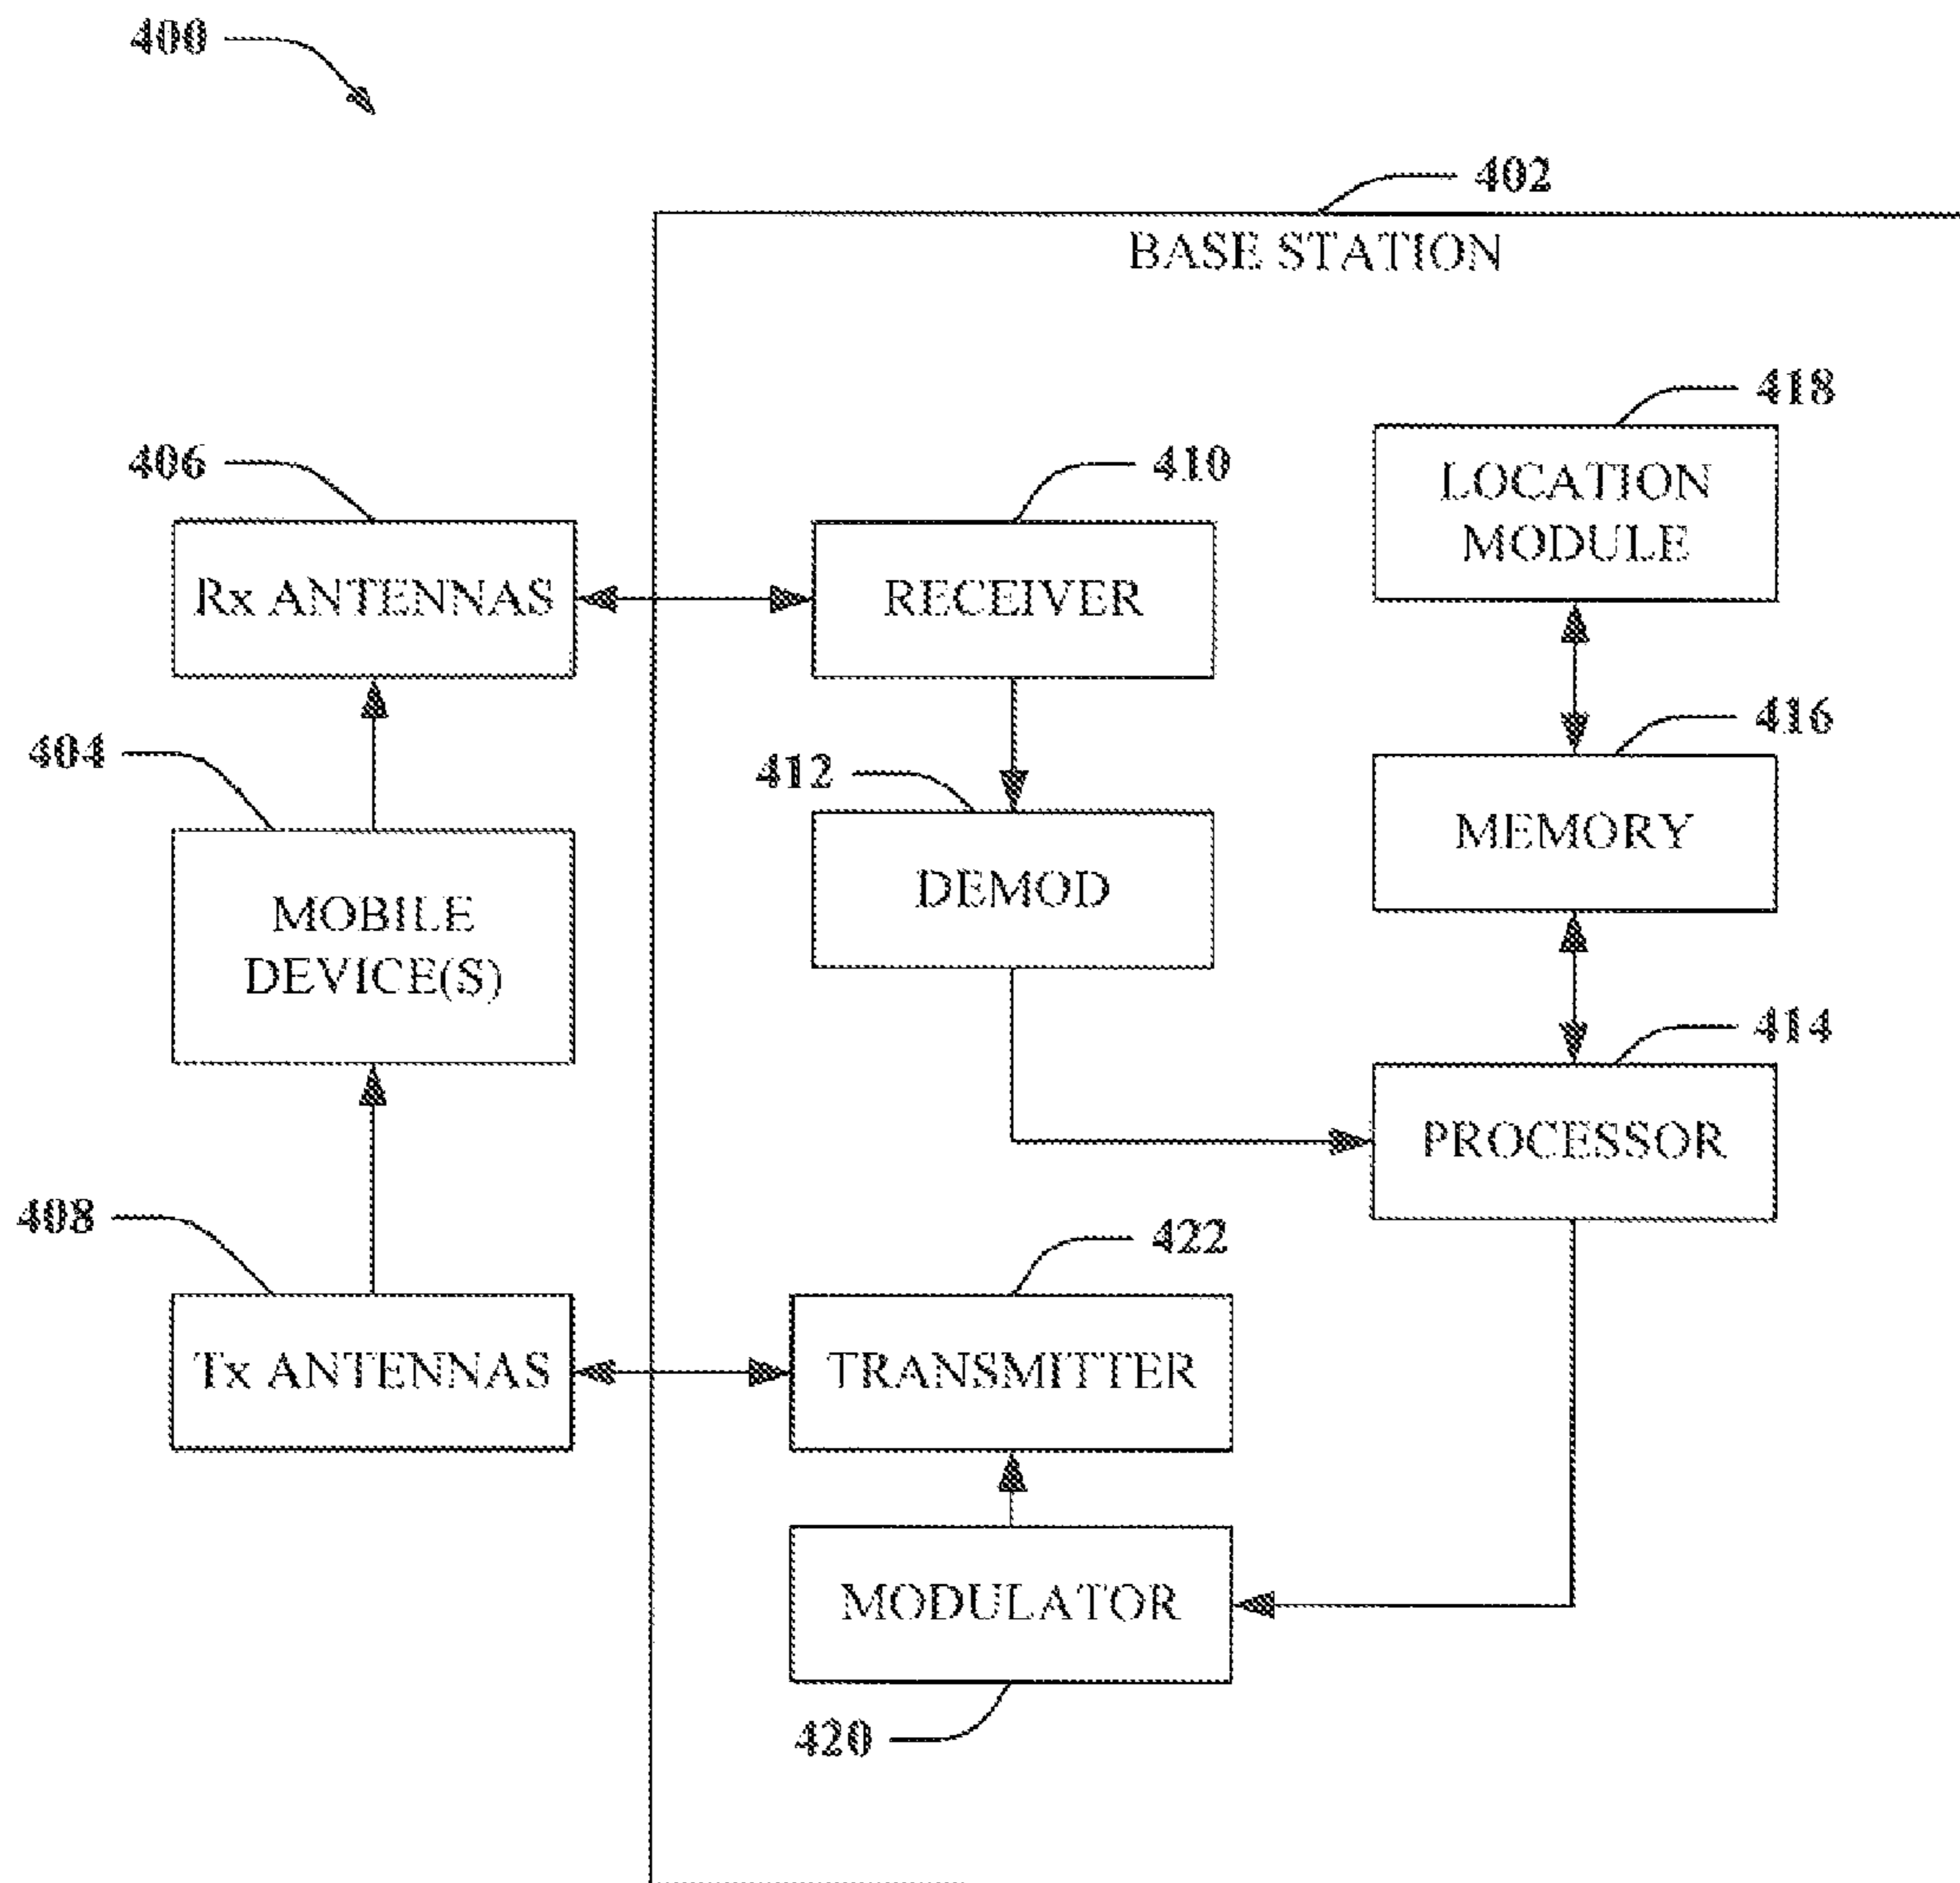 400
402
BASE STATION
418
LOCATION
MODULE
406
410
Rx ANTENNAS
RECEIVER
416
404
412
MEMORY
MOBILE
DEVICE(S)
DEMOD
414
PROCESSOR
408
422
Tx ANTENNAS
TRANSMITTER
MODULATOR
420